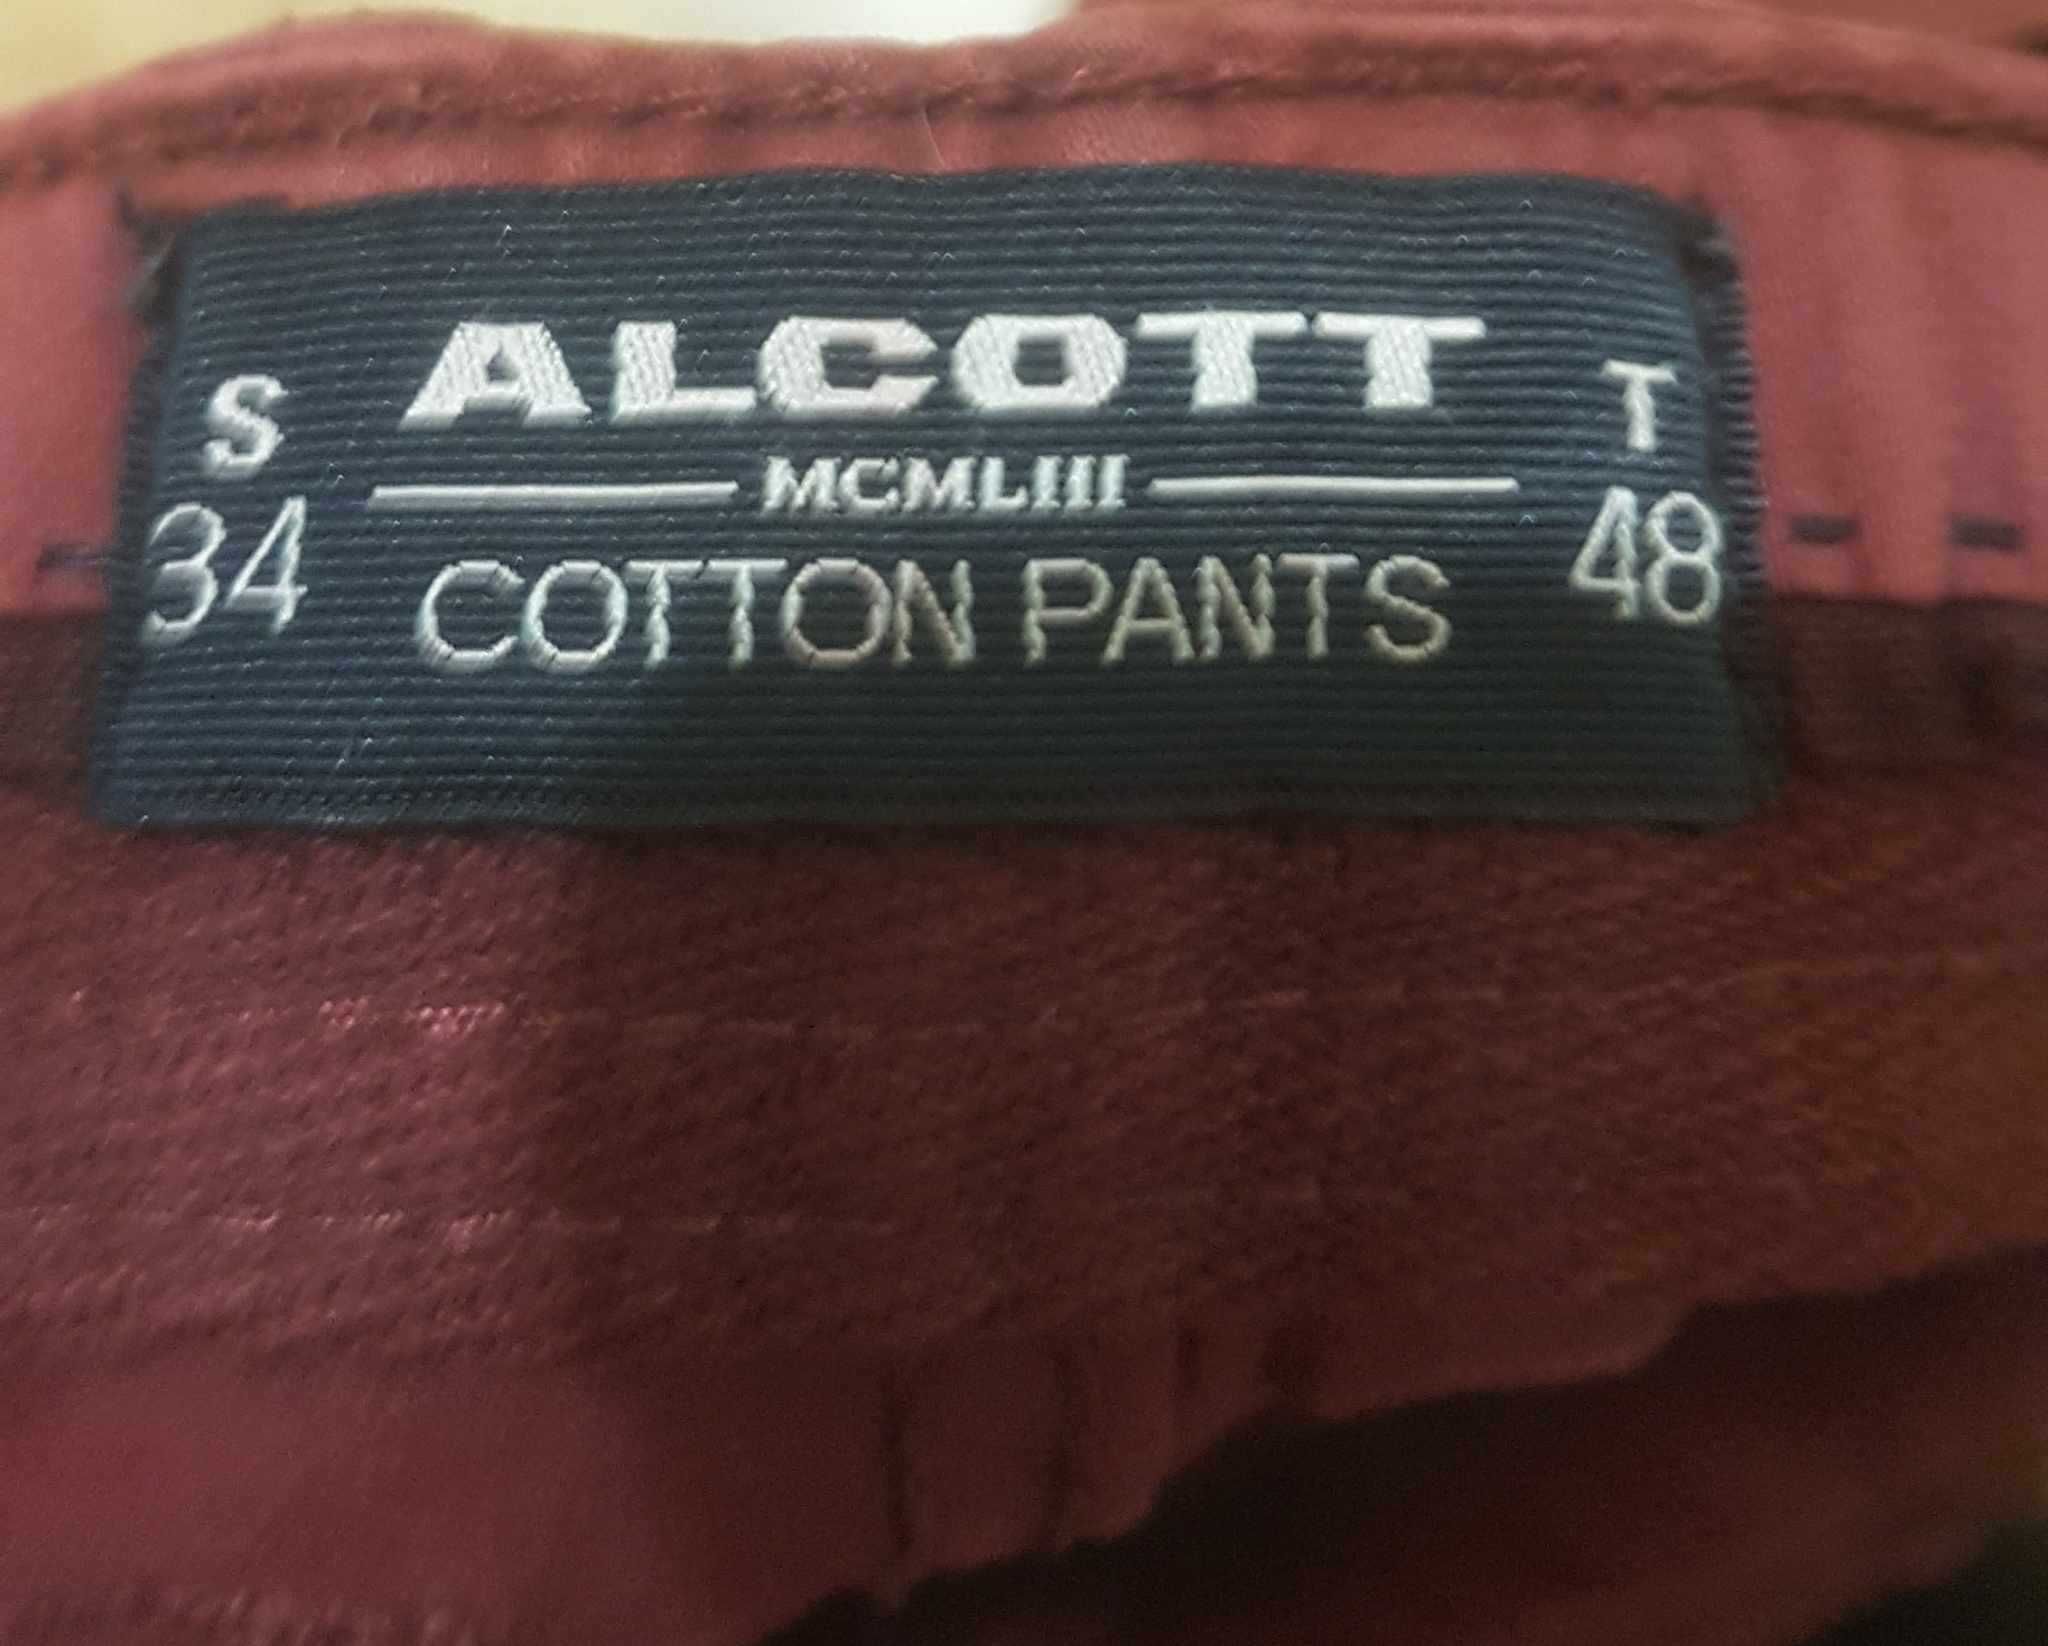 ALCOTT
S T
MCMLIII
34 48
COTTON PANTS